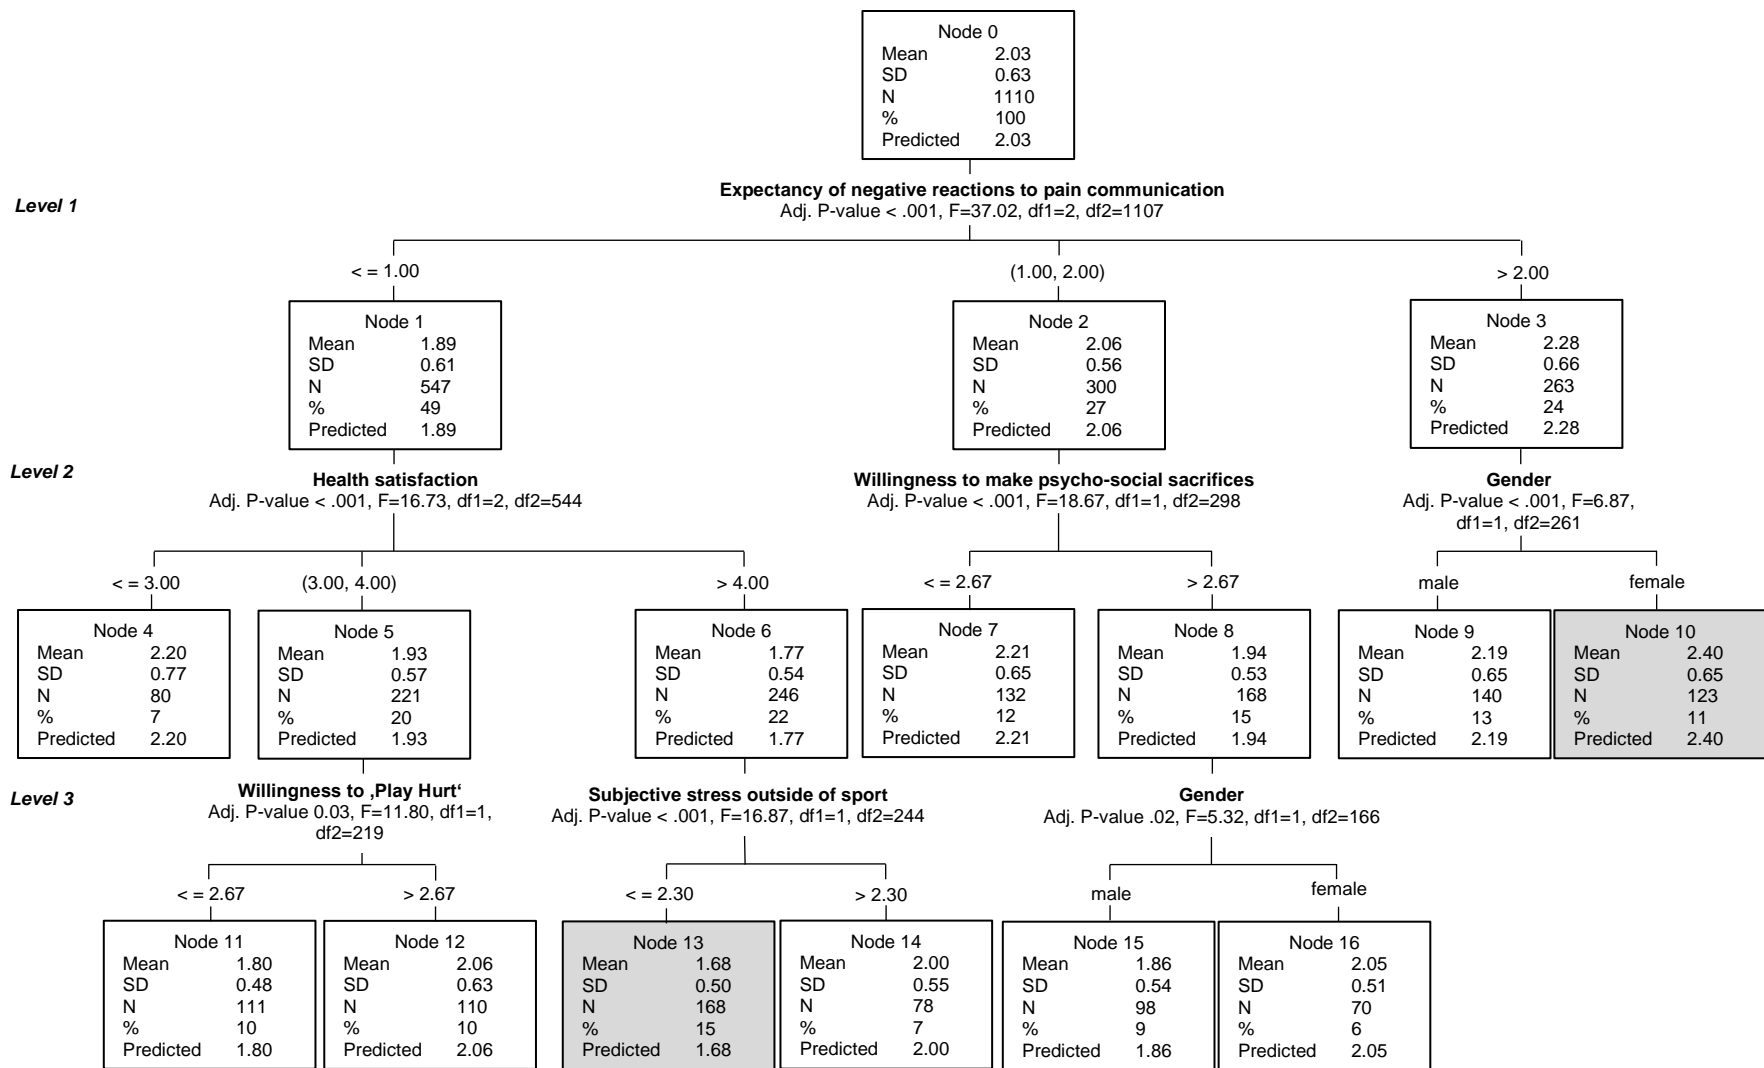 Node 0
Mean 2.03
SD 0.63
N 1110
% 100
Predicted 2.03
Level 1
Expectancy of negative reactions to pain communication
Adj. P-value < .001, F=37.02, df1=2, df2=1107
< = 1.00
(1.00, 2.00)
> 2.00
Node 1
Mean 1.89
SD 0.61
N 547
% 49
Predicted 1.89
Node 2
Mean 2.06
SD 0.56
N 300
% 27
Predicted 2.06
Node 3
Mean 2.28
SD 0.66
N 263
% 24
Predicted 2.28
Level 2
Health satisfaction
Adj. P-value < .001, F=16.73, df1=2, df2=544
Willingness to make psycho-social sacrifices
Adj. P-value < .001, F=18.67, df1=1, df2=298
Gender
Adj. P-value < .001, F=6.87,
df1=1, df2=261
< = 3.00
(3.00, 4.00)
> 4.00
< = 2.67
> 2.67
male
female
Node 4
Mean 2.20
SD 0.77
N 80
% 7
Predicted 2.20
Node 5
Mean 1.93
SD 0.57
N 221
% 20
Predicted 1.93
Node 6
Mean 1.77
SD 0.54
N 246
% 22
Predicted 1.77
Node 7
Mean 2.21
SD 0.65
N 132
% 12
Predicted 2.21
Node 8
Mean 1.94
SD 0.53
N 168
% 15
Predicted 1.94
Node 9
Mean 2.19
SD 0.65
N 140
% 13
Predicted 2.19
Node 10
Mean 2.40
SD 0.65
N 123
% 11
Predicted 2.40
Level 3
Willingness to ‚Play Hurt‘
Adj. P-value 0.03, F=11.80, df1=1,
df2=219
Subjective stress outside of sport
Adj. P-value < .001, F=16.87, df1=1, df2=244
Gender
Adj. P-value .02, F=5.32, df1=1, df2=166
< = 2.67
> 2.67
< = 2.30
> 2.30
male
female
Node 11
Mean 1.80
SD 0.48
N 111
% 10
Predicted 1.80
Node 12
Mean 2.06
SD 0.63
N 110
% 10
Predicted 2.06
Node 13
Mean 1.68
SD 0.50
N 168
% 15
Predicted 1.68
Node 14
Mean 2.00
SD 0.55
N 78
% 7
Predicted 2.00
Node 15
Mean 1.86
SD 0.54
N 98
% 9
Predicted 1.86
Node 16
Mean 2.05
SD 0.51
N 70
% 6
Predicted 2.05